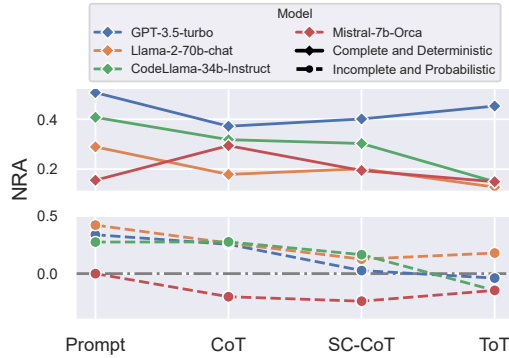 Model
GPT-3.5-turbo
Llama-2-70b-chat
CodeLlama-34b-Instruct
Mistral-7b-Orca
Complete and Deterministic
Incomplete and Probabilistic
NRA
0.4
0.2
0.5
0.0
Prompt CoT SC-CoT ToT